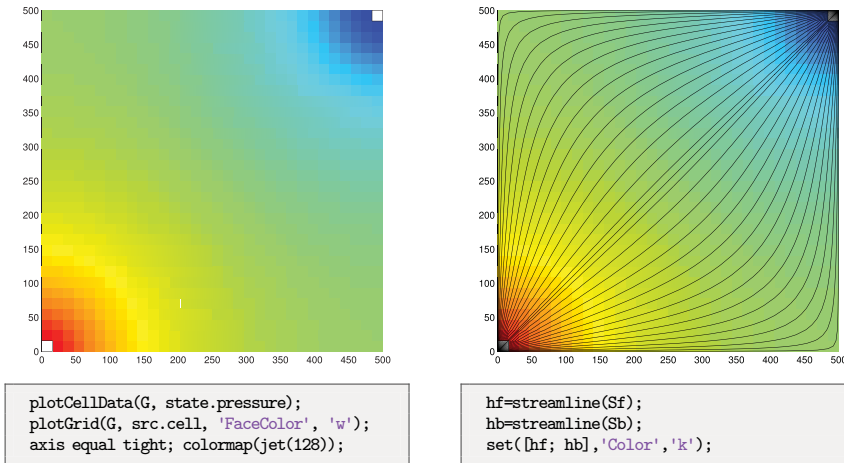 500
450
400
350
300
250
200
150
100
50
0
0 50 100 150 200 250 300 350 400 450 500
500
450
400
350
300
250
200
150
100
50
0
0 50 100 150 200 250 300 350 400 450 500
plotCellData(G, state.pressure);
plotGrid(G, src.cell, 'FaceColor', 'w');
axis equal tight; colormap(jet(128));
hf=streamline(Sf);
hb=streamline(Sb);
set([hf; hb],'Color','k');